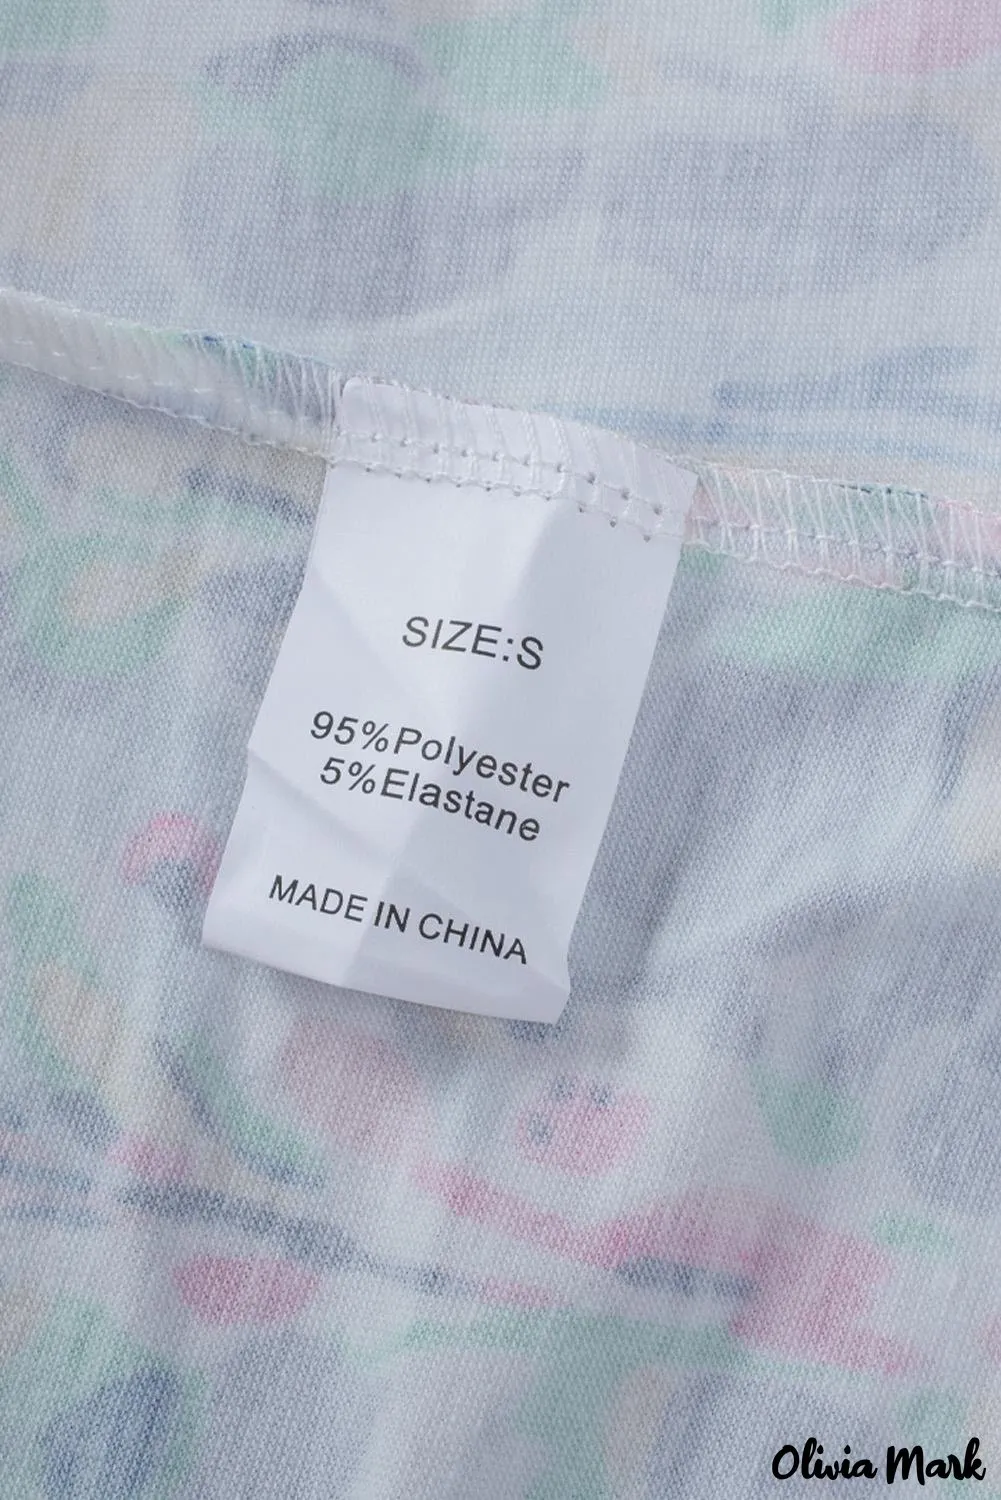 SIZE:S
95%Polyester
5%Elastane
MADE IN CHINA
Olivia Mark